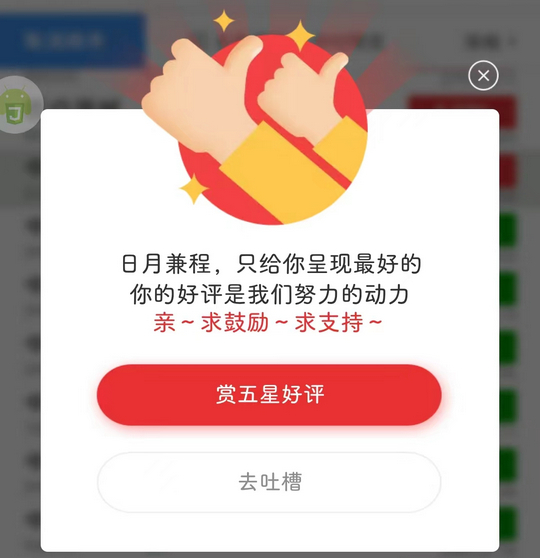 日月兼程，只给你呈现最好的
你的好评是我们努力的动力
亲～求鼓励～求支持～
赏五星好评
去吐槽